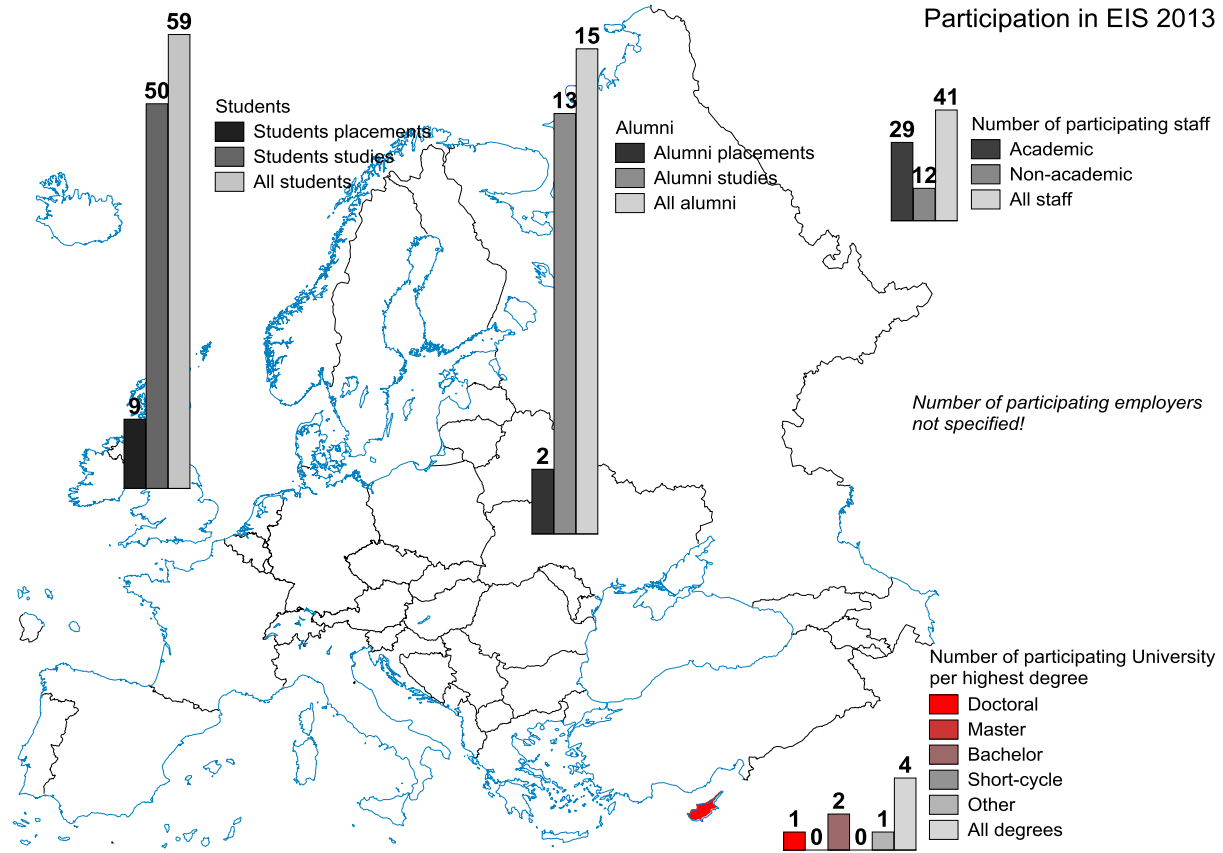 Participation in EIS 2013
59
50
9
Students
Students placements
Students studies
All students
15
13
2
Alumni
Alumni placements
Alumni studies
All alumni
41
29
12
Number of participating staff
Academic
Non-academic
All staff
Number of participating employers
not specified!
Number of participating University
per highest degree
Doctoral
Master
Bachelor
Short-cycle
Other
All degrees
1
0
2
0
1
4